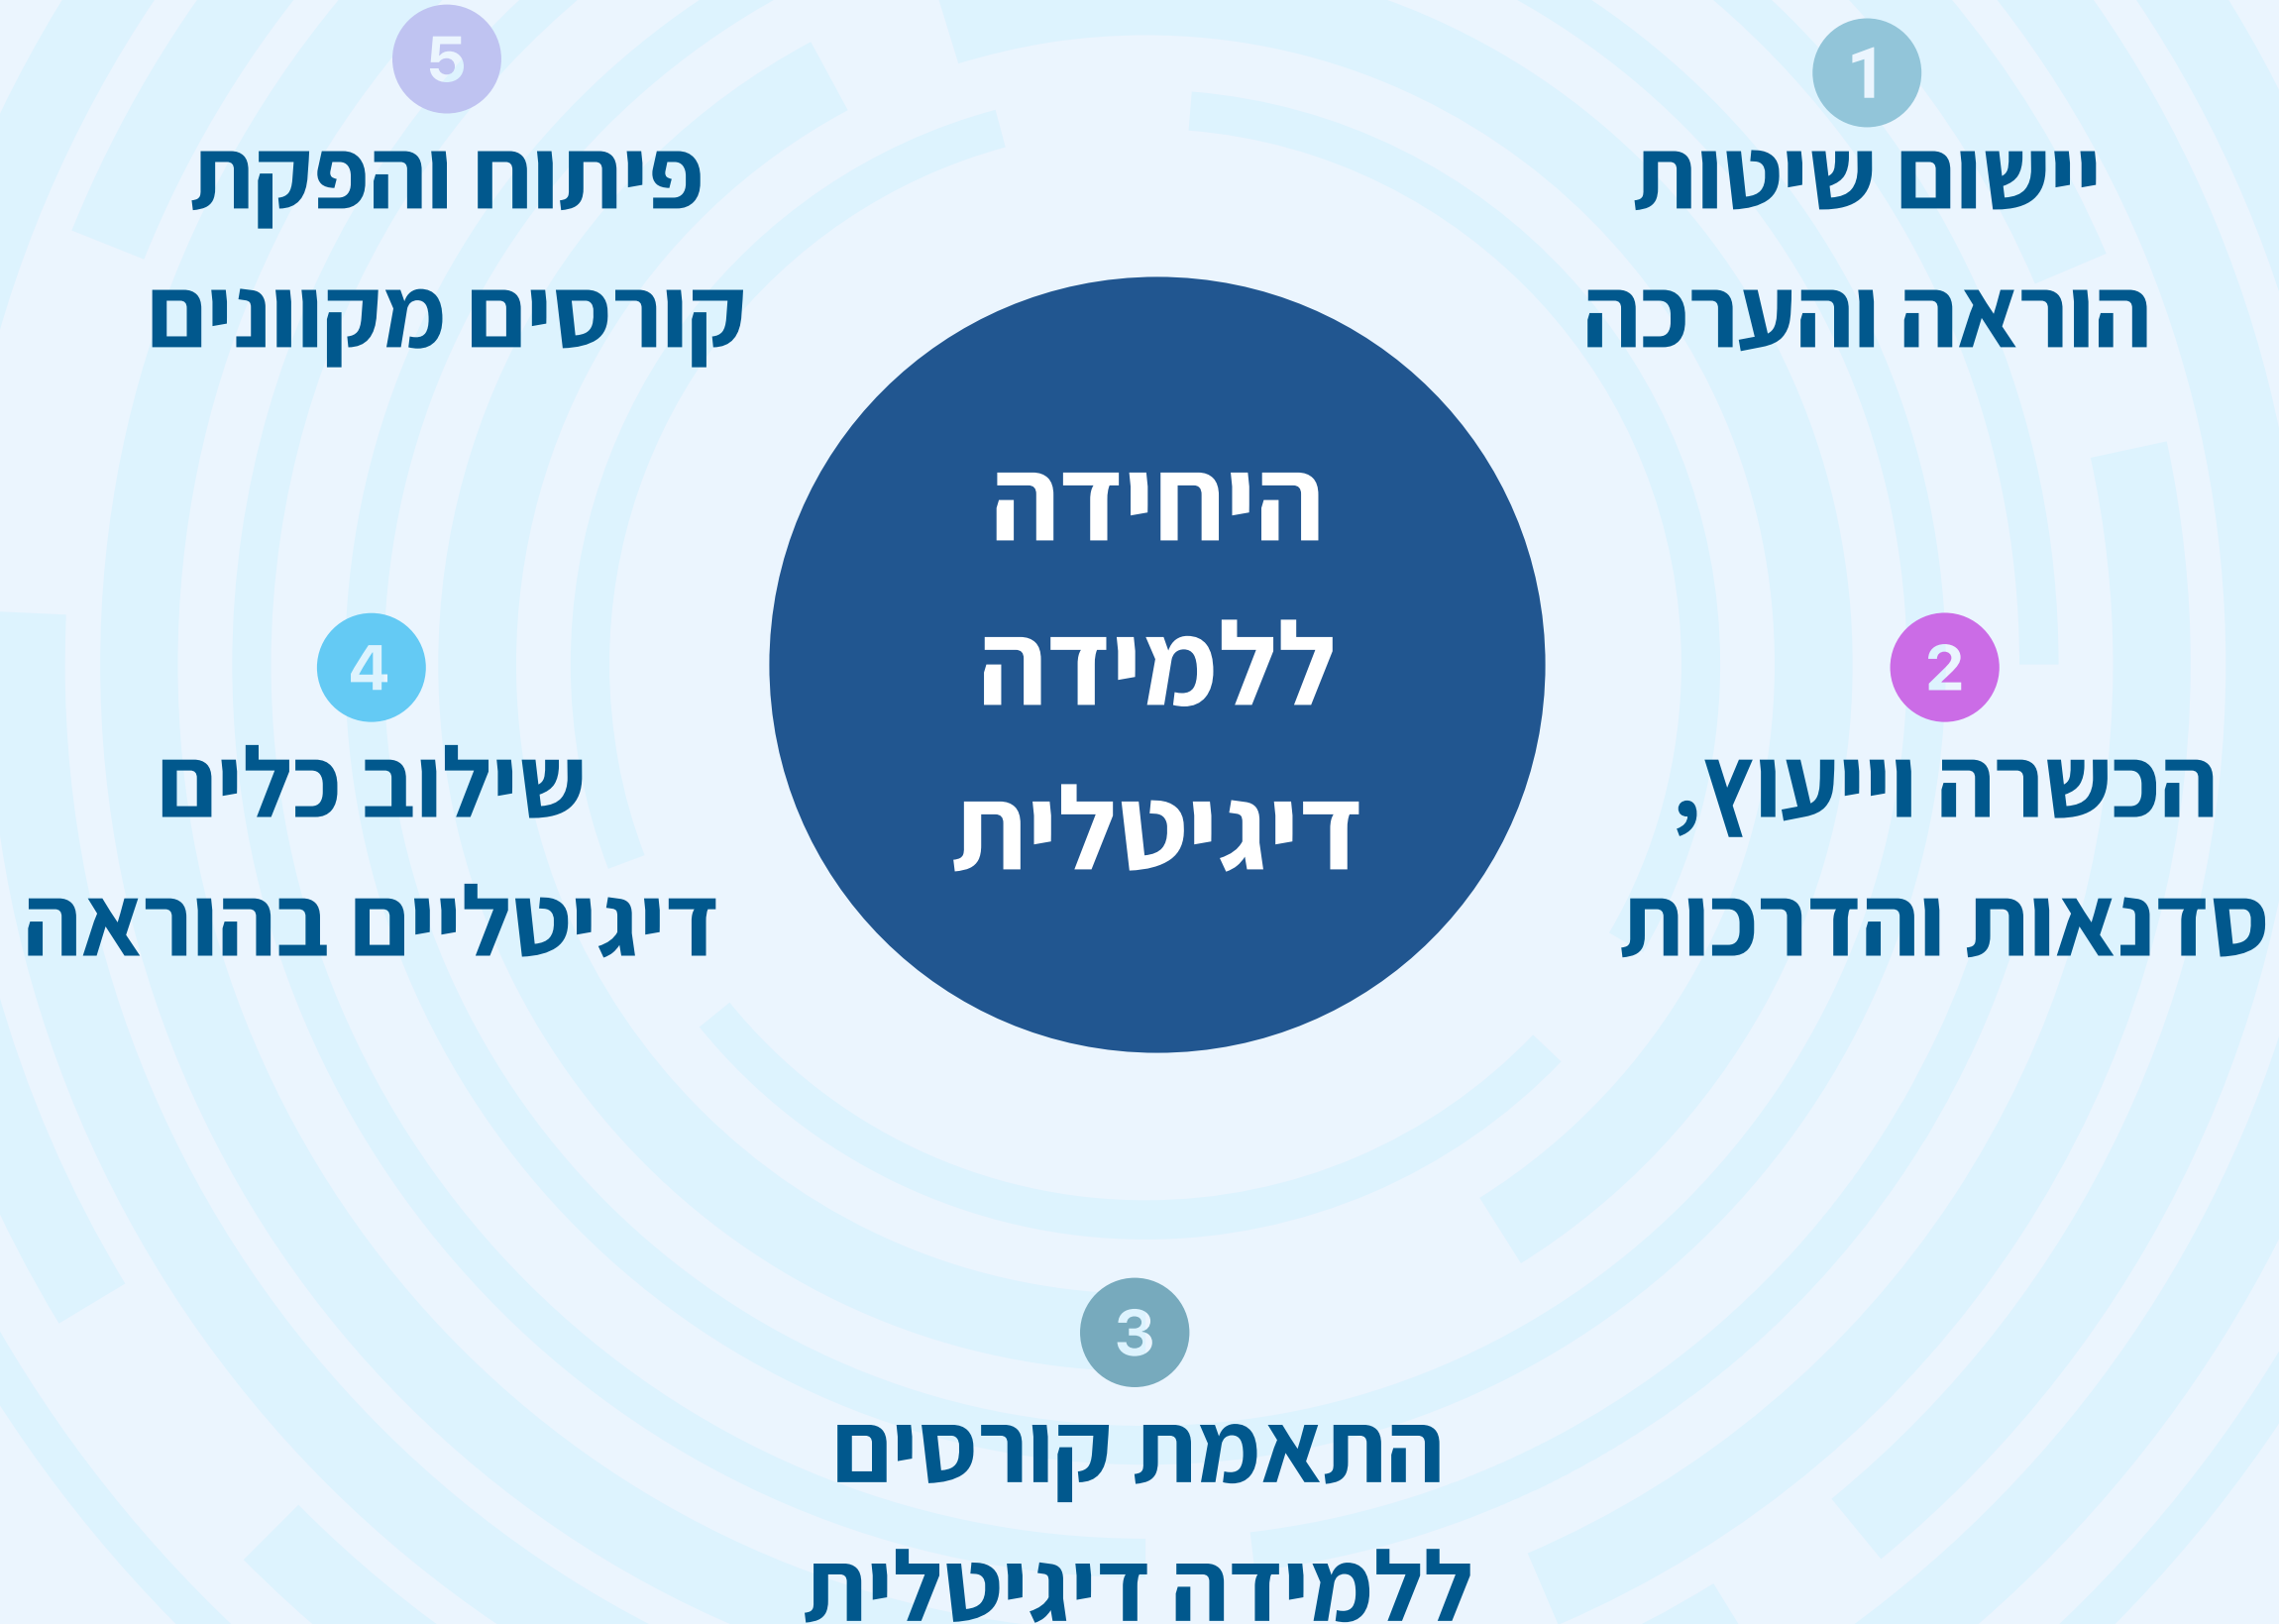 היחידה
ללמידה
דיגיטלית
1
יישום שיטות
הוראה והערכה
2
הכשרה וייעוץ,
סדנאות והדרכות
3
התאמת קורסים
ללמידה דיגיטלית
4
שילוב כלים
דיגיטליים בהוראה
5
פיתוח והפקת
קורסים מקוונים